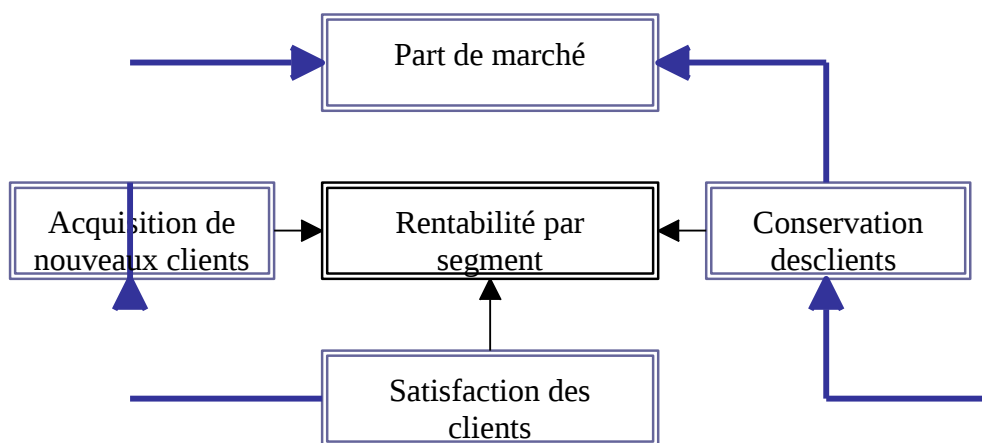 Part de marché
Acquisition de
nouveaux clients
Rentabilité par
segment
Conservation
desclients
Satisfaction des
clients